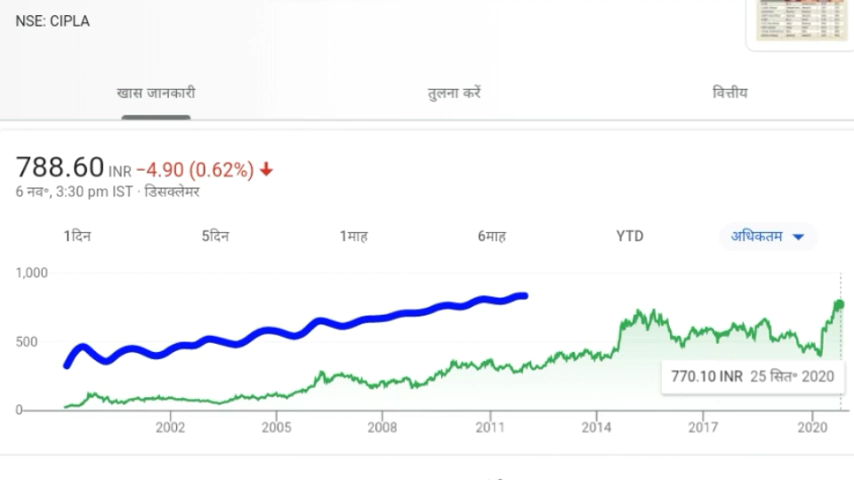 NSE: CIPLA
खास जानकारी तुलना करें वित्तीय
788.60 INR −4.90 (0.62%)
6 नव॰, 3:30 pm IST · डिसक्लेमर
1दिन 5दिन 1माह 6माह YTD अधिकतम
1,000
500
770.10 INR 25 सित॰ 2020
0
2002 2005 2008 2011 2014 2017 2020